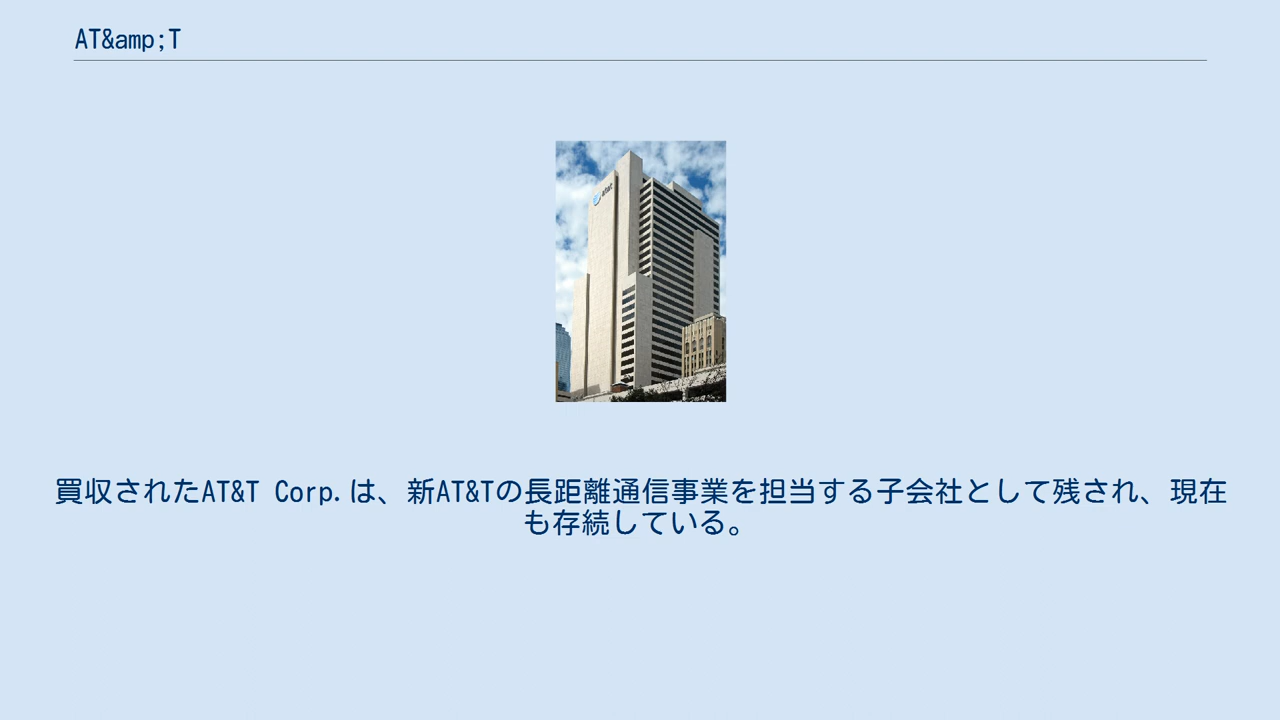 AT&amp;T
at&t
買収されたAT&T Corp.は、新AT&Tの長距離通信事業を担当する子会社として残され、現在
も存続している。